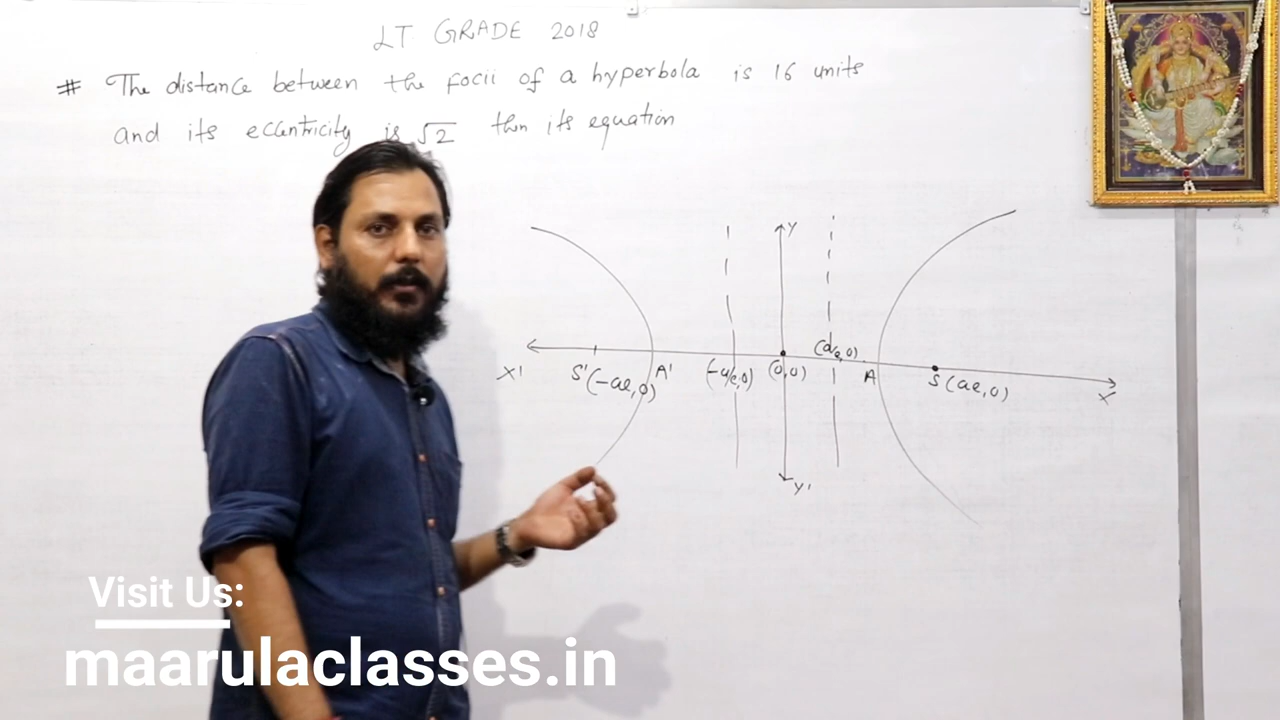 LT GRADE 2018
# The distance between the focii of a hyperbola is 16 units
and its eccentricity is √2 then its equation
Y
(a/e,0)
X' S'(-ae,0) A' (-a/e,0) (0,0) A S(ae,0) X
Y'
Visit Us:
maarulaclasses.in